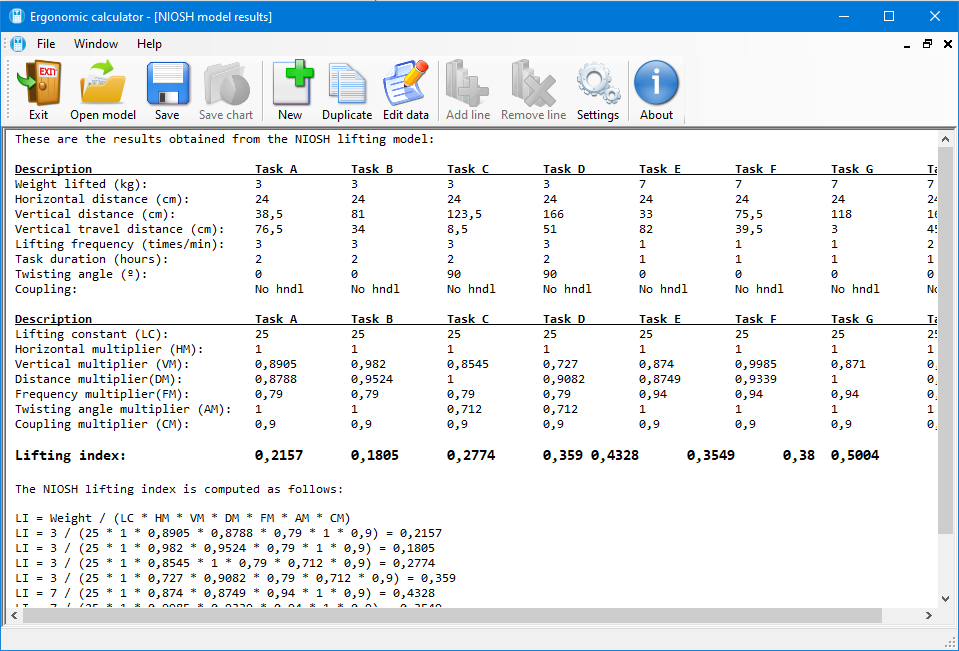 Ergonomic calculator - [NIOSH model results]
File Window Help
EXIT
Exit Open model Save Save chart New Duplicate Edit data Add line Remove line Settings About
These are the results obtained from the NIOSH lifting model:
Description Task A Task B Task C Task D Task E Task F Task G
Weight lifted (kg): 3 3 3 3 7 7 7 7
Horizontal distance (cm): 24 24 24 24 24 24 24
Vertical distance (cm): 38,5 81 123,5 166 33 75,5 118
Vertical travel distance (cm): 76,5 34 8,5 51 82 39,5 3
Lifting frequency (times/min): 3 3 3 3 1 1 1 2
Task duration (hours): 2 2 2 2 1 1 1 1
Twisting angle (º): 0 0 90 90 0 0 0 0
Coupling: No hndl No hndl No hndl No hndl No hndl No hndl No hndl
Description Task A Task B Task C Task D Task E Task F Task G
Lifting constant (LC): 25 25 25 25 25 25 25
Horizontal multiplier (HM): 1 1 1 1 1 1 1 1
Vertical multiplier (VM): 0,8905 0,982 0,8545 0,727 0,874 0,9985 0,871
Distance multiplier(DM): 0,8788 0,9524 1 0,9082 0,8749 0,9339 1
Frequency multiplier(FM): 0,79 0,79 0,79 0,79 0,94 0,94 0,94
Twisting angle multiplier (AM): 1 1 0,712 0,712 1 1 1 1
Coupling multiplier (CM): 0,9 0,9 0,9 0,9 0,9 0,9 0,9
Lifting index: 0,2157 0,1805 0,2774 0,359 0,4328 0,3549 0,38 0,5004
The NIOSH lifting index is computed as follows:
LI = Weight / (LC * HM * VM * DM * FM * AM * CM)
LI = 3 / (25 * 1 * 0,8905 * 0,8788 * 0,79 * 1 * 0,9) = 0,2157
LI = 3 / (25 * 1 * 0,982 * 0,9524 * 0,79 * 1 * 0,9) = 0,1805
LI = 3 / (25 * 1 * 0,8545 * 1 * 0,79 * 0,712 * 0,9) = 0,2774
LI = 3 / (25 * 1 * 0,727 * 0,9082 * 0,79 * 0,712 * 0,9) = 0,359
LI = 7 / (25 * 1 * 0,874 * 0,8749 * 0,94 * 1 * 0,9) = 0,4328